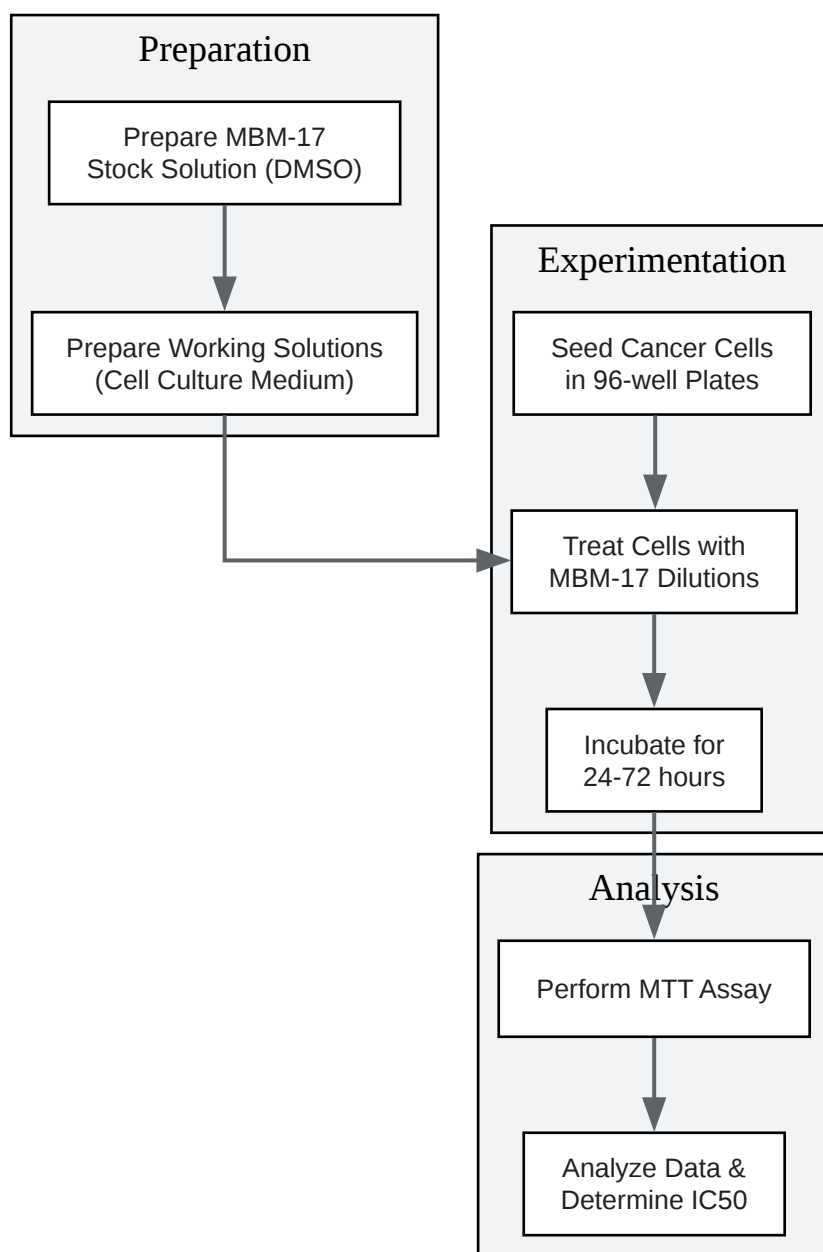 Preparation
Prepare MBM-17
Stock Solution (DMSO)
Prepare Working Solutions
(Cell Culture Medium)
Experimentation
Seed Cancer Cells
in 96-well Plates
Treat Cells with
MBM-17 Dilutions
Incubate for
24-72 hours
Analysis
Perform MTT Assay
Analyze Data &
Determine IC50